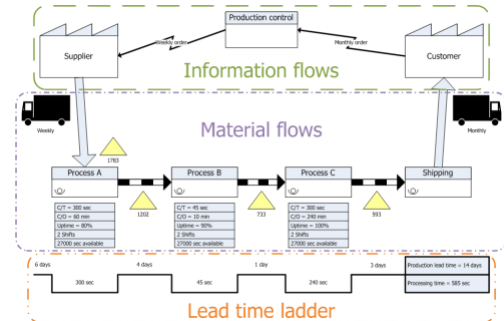 Production control
Supplier
Weekly order
Monthly order
Customer
Information flows
Weekly
Material flows
Monthly
1783
Process A
Process B
Process C
Shipping
1202
733
593
C/T = 300 sec
C/O = 60 min
Uptime = 80%
2 Shifts
27000 sec available
C/T = 45 sec
C/O = 10 min
Uptime = 90%
2 Shifts
27000 sec available
C/T = 300 sec
C/O = 240 min
Uptime = 100%
2 Shifts
27000 sec available
6 days
4 days
1 day
3 days
Production lead time = 14 days
300 sec
45 sec
240 sec
Processing time = 585 sec
Lead time ladder